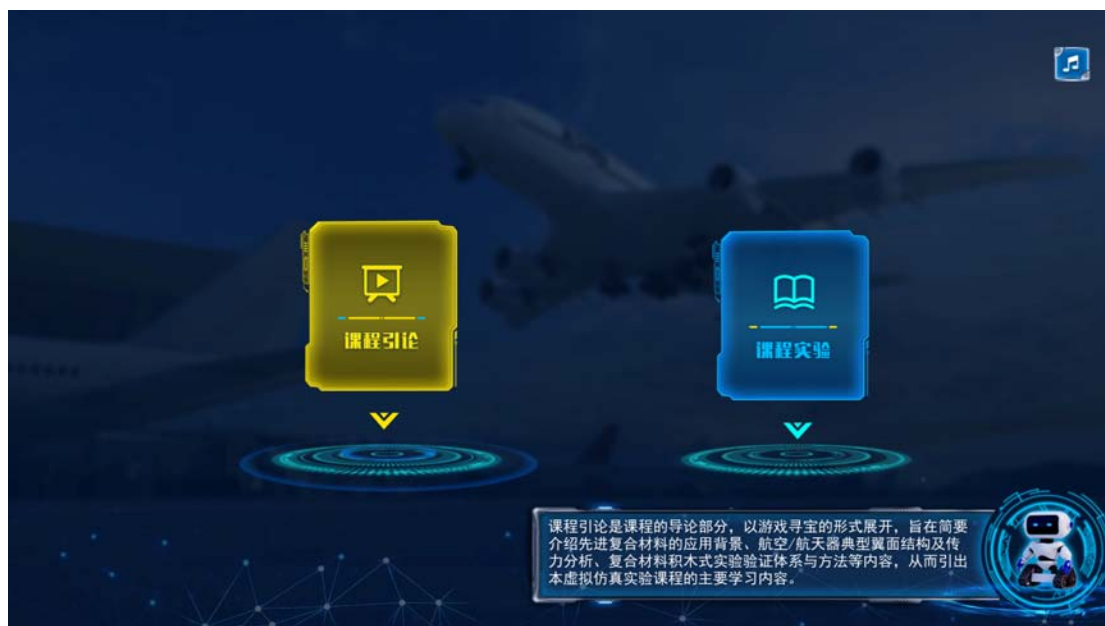 课程引论
课程实验
课程引论是课程的导论部分，以游戏寻宝的形式展开，旨在简要
介绍先进复合材料的应用背景、航空/航天器典型翼面结构及传
力分析、复合材料积木式实验验证体系与方法等内容，从而引出
本虚拟仿真实验课程的主要学习内容。